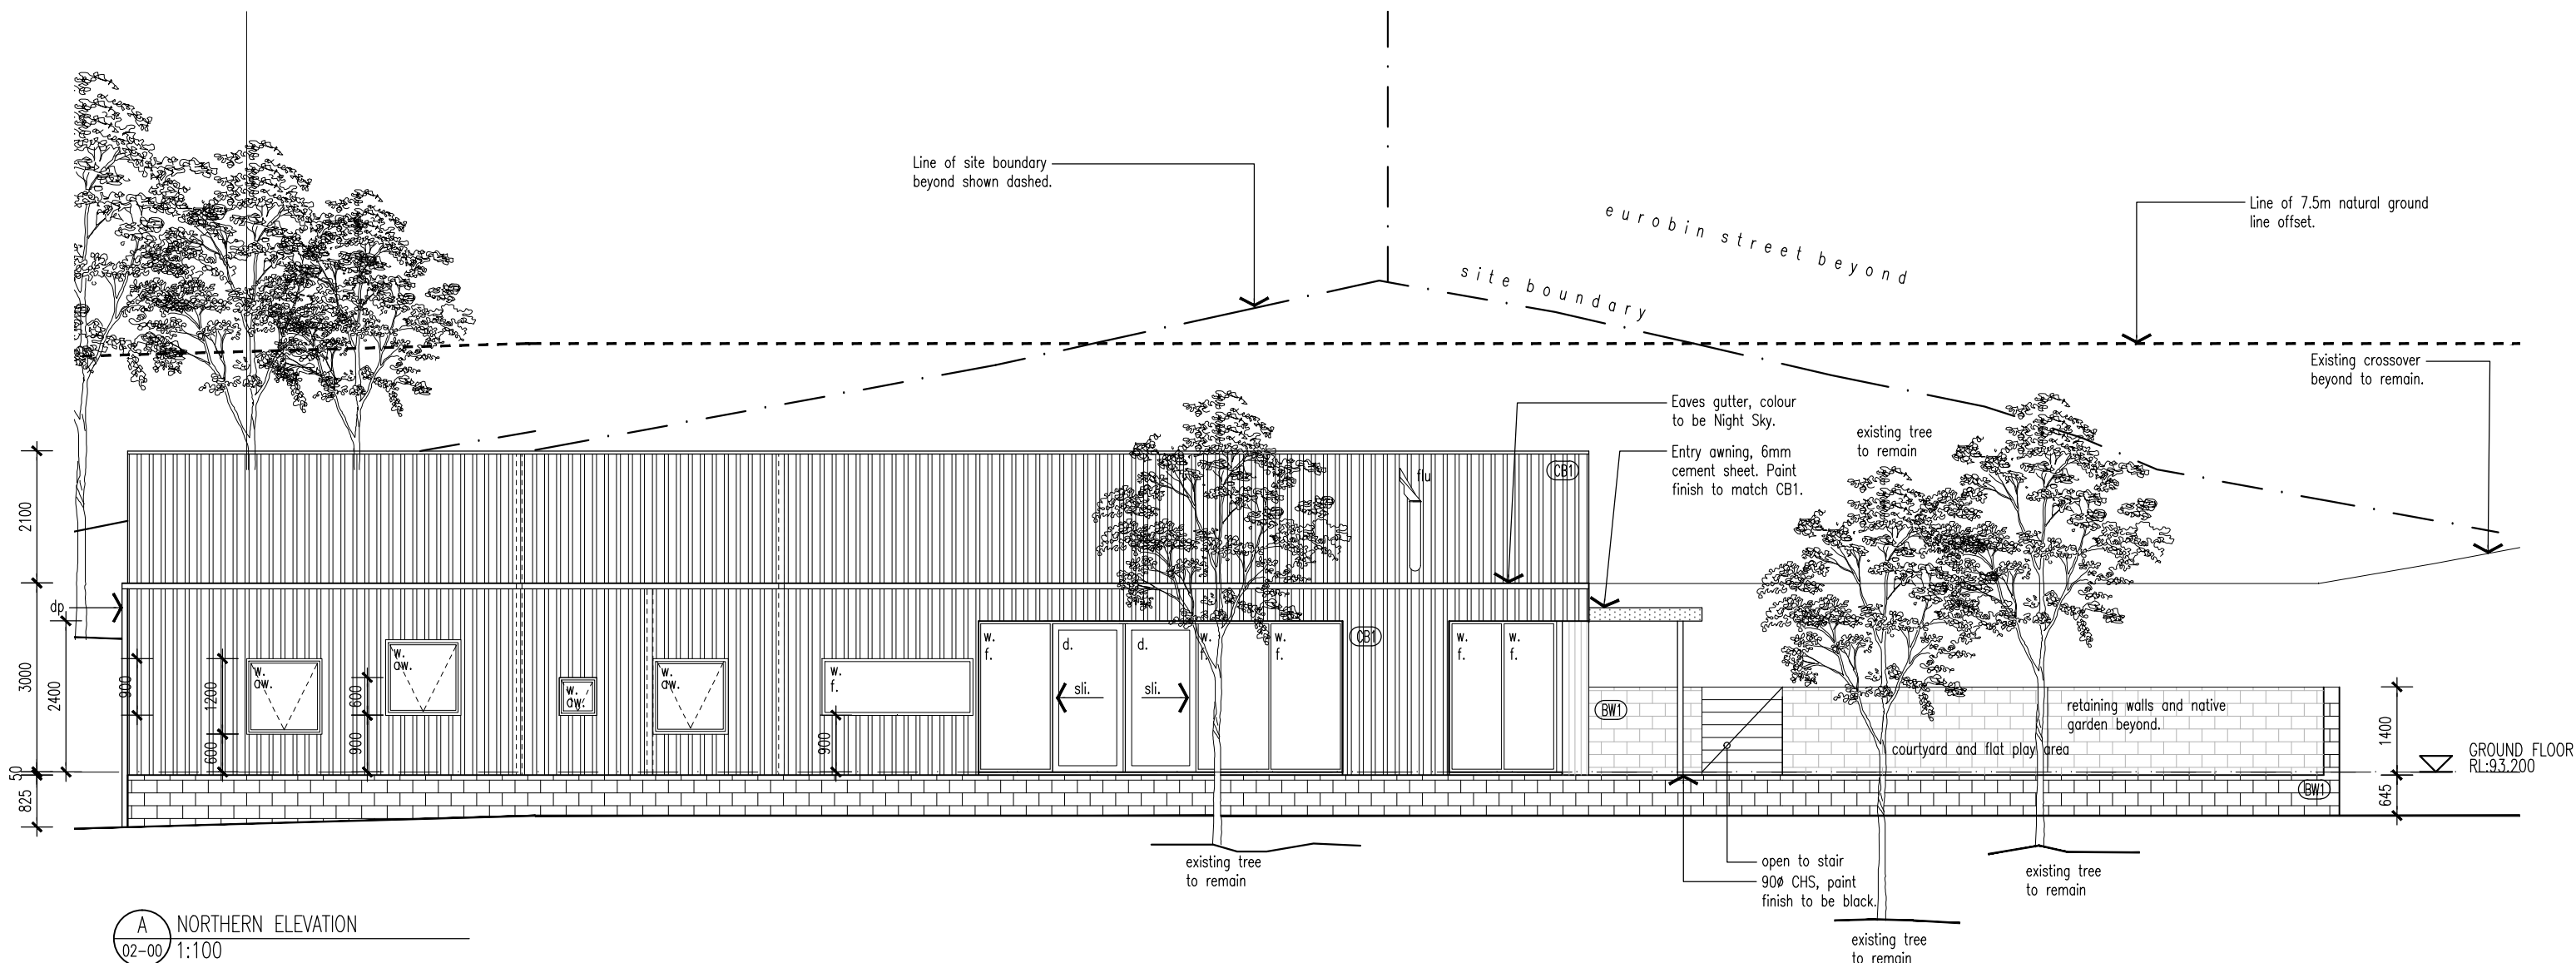 Line of site boundary
beyond shown dashed.
eurobin street beyond
site boundary
Line of 7.5m natural ground
line offset.
Existing crossover
beyond to remain.
Eaves gutter, colour
to be Night Sky.
Entry awning, 6mm
cement sheet. Paint
finish to match CB1.
existing tree
to remain
CB1
flu
2100
dp
3000
2400
900
1200
600
600
900
900
50
825
w.
aw.
w.
aw.
w.
aw.
w.
aw.
w.
f.
w.
f.
d.
sli.
d.
sli.
w.
f.
w.
f.
CB1
w.
f.
w.
f.
BW1
retaining walls and native
garden beyond.
courtyard and flat play area
1400
645
GROUND FLOOR
RL:93.200
BW1
open to stair
90ø CHS, paint
finish to be black.
existing tree
to remain
existing tree
to remain
existing tree
to remain
A
02-00
NORTHERN ELEVATION
1:100